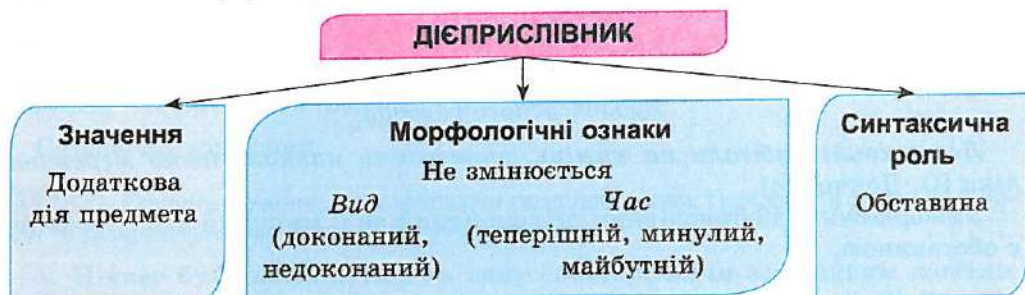 ДІЄПРИСЛІВНИК
Значення
Додаткова
дія предмета
Морфологічні ознаки
Не змінюється
Вид
(доконаний,
недоконаний)
Час
(теперішній, минулий,
майбутній)
Синтаксична
роль
Обставина